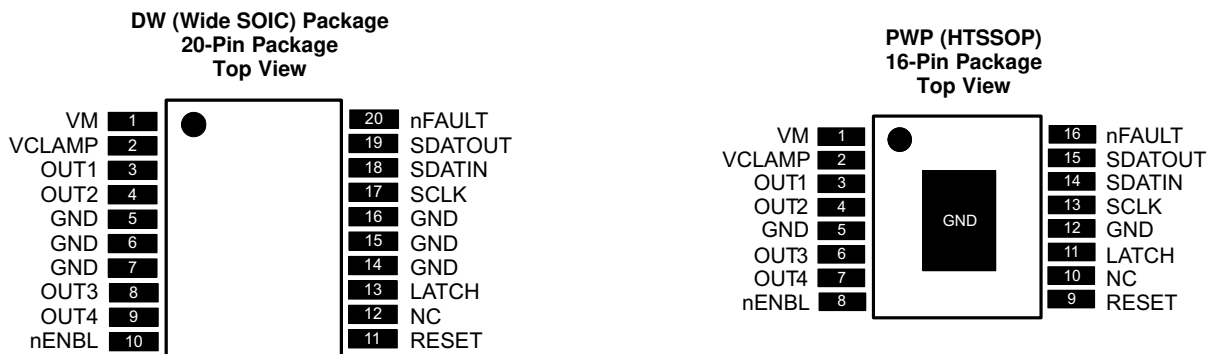 DW (Wide SOIC) Package
20-Pin Package
Top View
VM 1
VCLAMP 2
OUT1 3
OUT2 4
GND 5
GND 6
GND 7
OUT3 8
OUT4 9
nENBL 10
20 nFAULT
19 SDATOUT
18 SDATIN
17 SCLK
16 GND
15 GND
14 GND
13 LATCH
12 NC
11 RESET
PWP (HTSSOP)
16-Pin Package
Top View
VM 1
VCLAMP 2
OUT1 3
OUT2 4
GND 5
OUT3 6
OUT4 7
nENBL 8
GND
16 nFAULT
15 SDATOUT
14 SDATIN
13 SCLK
12 GND
11 LATCH
10 NC
9 RESET